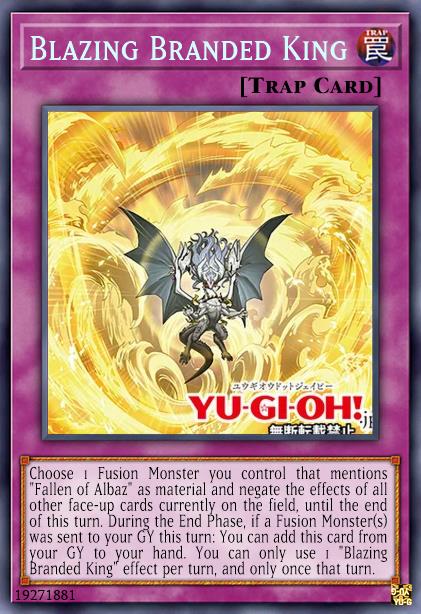 Blazing Branded King
TRAP
罠
[Trap Card]
ユウギオウドットジェイピー
YU-GI-OH!
無断転載禁止
Choose 1 Fusion Monster you control that mentions
"Fallen of Albaz" as material and negate the effects of all
other face-up cards currently on the field, until the end
of this turn. During the End Phase, if a Fusion Monster(s)
was sent to your GY this turn: You can add this card from
your GY to your hand. You can only use 1 "Blazing
Branded King" effect per turn, and only once that turn.
19271881